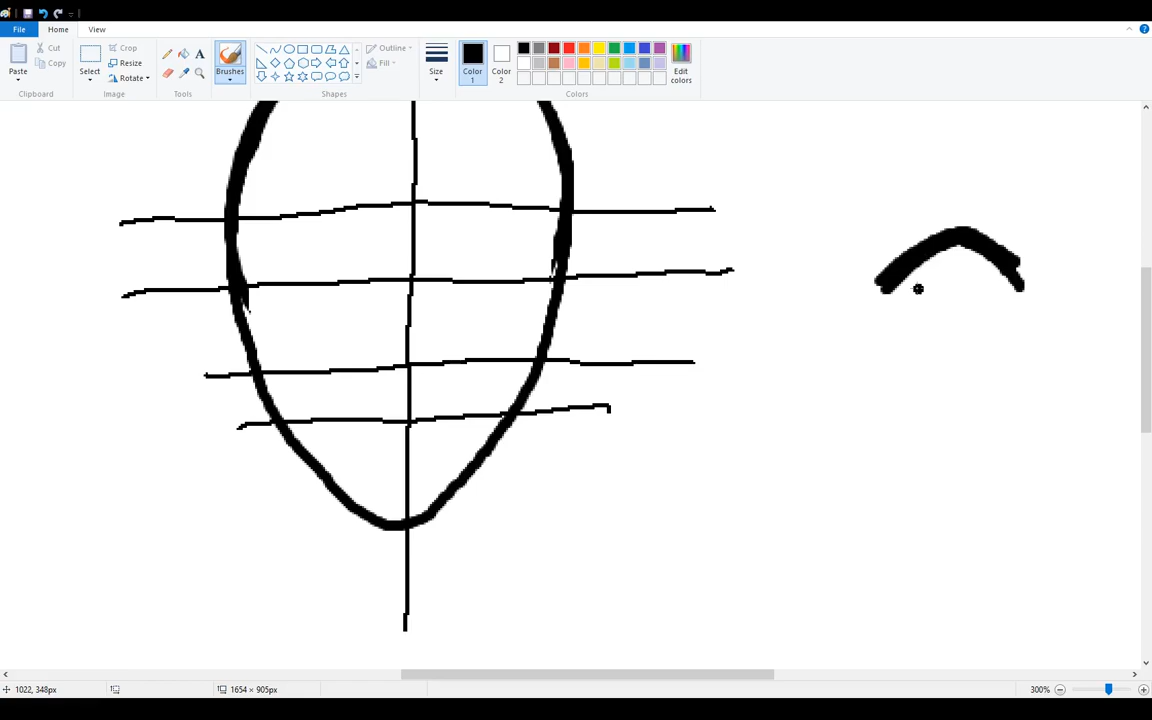 File Home View
Cut Crop Outline
Paste Copy Select Resize A Brushes Fill Size Color Color Edit
Rotate 1 2 colors
Clipboard Image Tools Shapes Colors
1022, 348px 1654 × 905px 300%